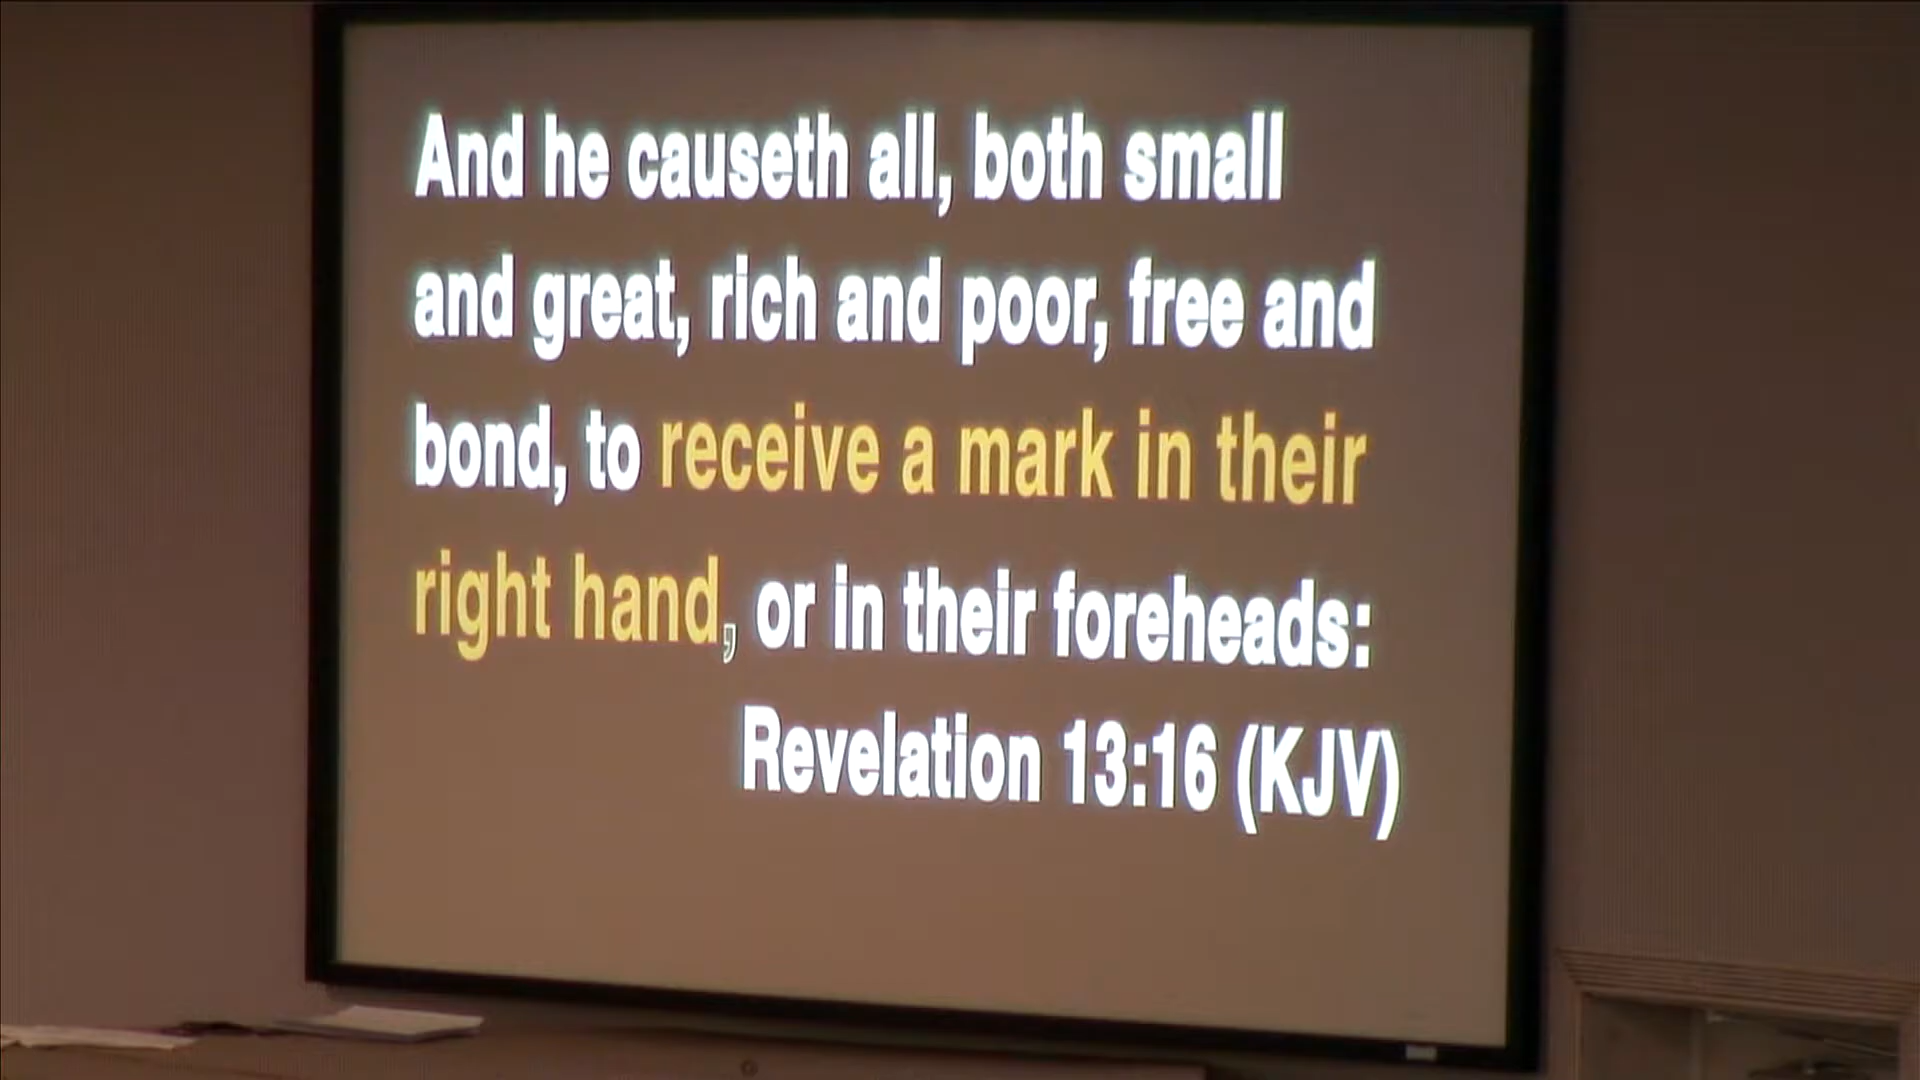 And he causeth all, both small
and great, rich and poor, free and
bond, to receive a mark in their
right hand, or in their foreheads:
Revelation 13:16 (KJV)